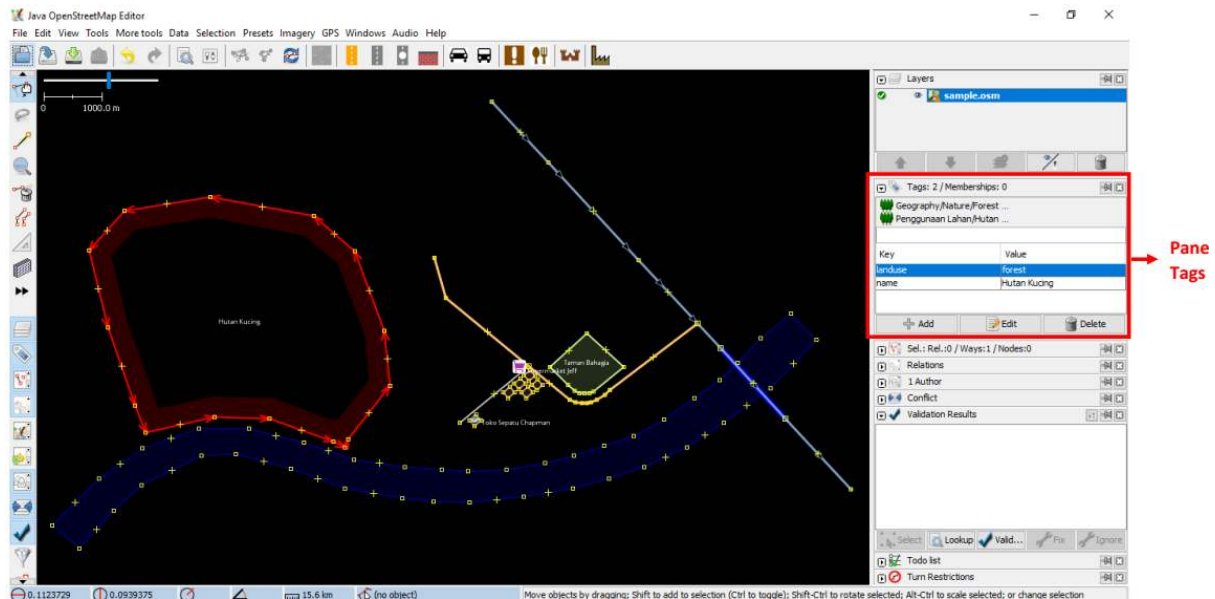 Java OpenStreetMap Editor
File Edit View Tools More tools Data Selection Presets Imagery GPS Windows Audio Help
0 1000.0 m
Hutan Kucing
Taman Bahagia
Jeff
Toko Sepatu Chapman
Layers
sample.osm
Tags: 2 / Memberships: 0
Geography/Nature/Forest ...
Penggunaan Lahan/Hutan ...
Key Value
landuse forest
name Hutan Kucing
Add Edit Delete
Pane
Tags
Sel.: Rel.:0 / Ways:1 / Nodes:0
Relations
1 Author
Conflict
Validation Results
Select Lookup Valid... Fix Ignore
Todo list
Turn Restrictions
0.1123729 0.0939375 15.6 km (no object) Move objects by dragging; Shift to add to selection (Ctrl to toggle); Shift-Ctrl to rotate selected; Alt-Ctrl to scale selected; or change selection